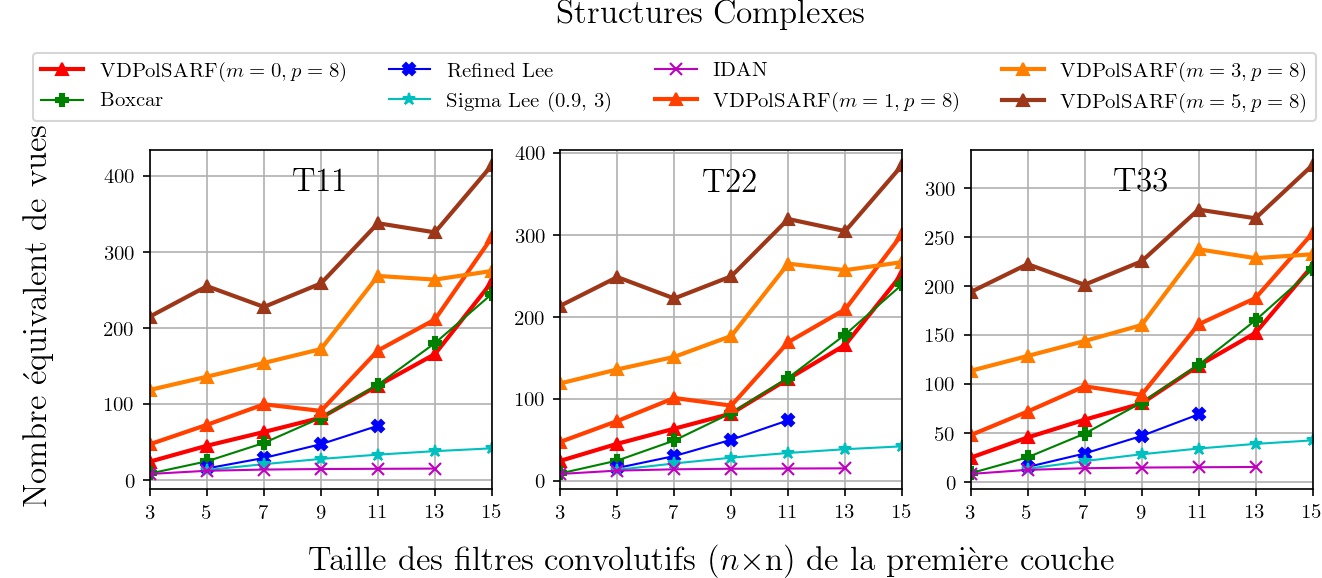 Structures Complexes
VDPolSARF(m = 0, p = 8) Refined Lee IDAN VDPolSARF(m = 3, p = 8)
Boxcar Sigma Lee (0.9, 3) VDPolSARF(m = 1, p = 8) VDPolSARF(m = 5, p = 8)
Nombre équivalent de vues
T11
400
300
200
100
0
3 5 7 9 11 13 15
T22
400
300
200
100
0
3 5 7 9 11 13 15
T33
300
250
200
150
100
50
0
3 5 7 9 11 13 15
Taille des filtres convolutifs (n×n) de la première couche